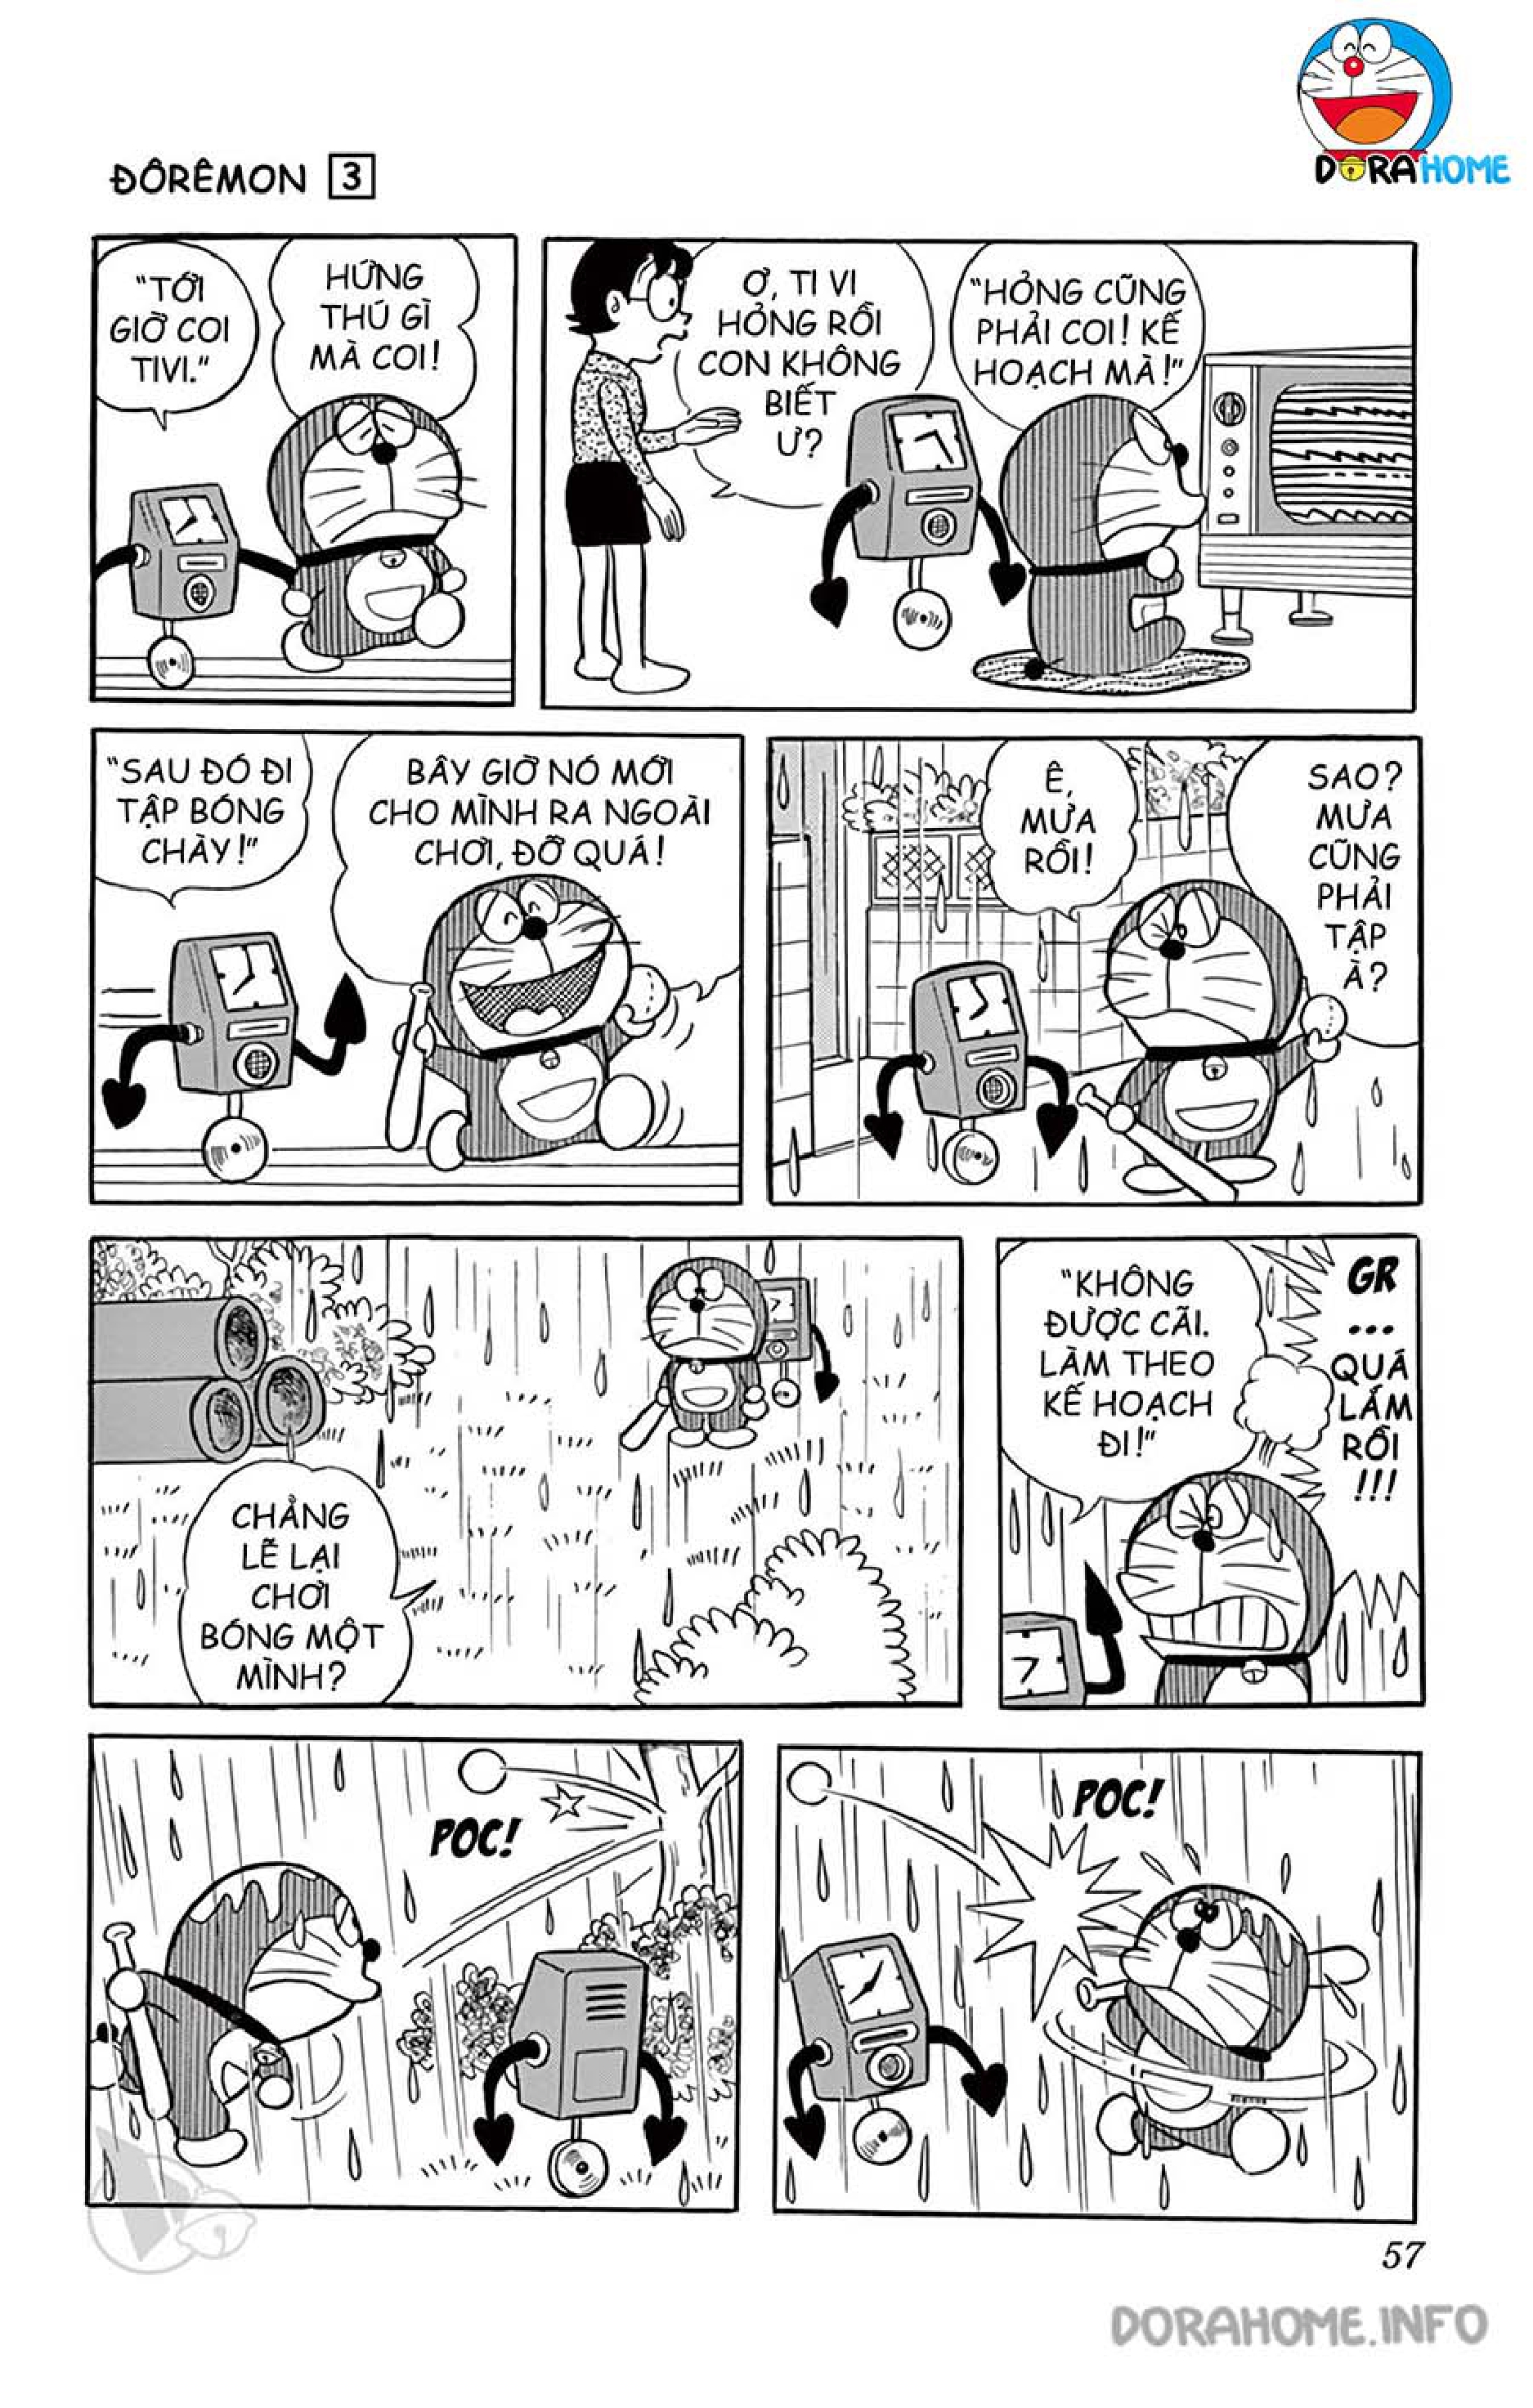 DORAHOME
ĐÔRÊMON 3
"TỚI
GIỜ COI
TIVI."
HỨNG
THÚ GÌ
MÀ COI!
Ơ, TI VI
HỎNG RỒI
CON KHÔNG
BIẾT
Ư?
"HỎNG CŨNG
PHẢI COI! KẾ
HOẠCH MÀ!"
"SAU ĐÓ ĐI
TẬP BÓNG
CHÀY!"
BÂY GIỜ NÓ MỚI
CHO MÌNH RA NGOÀI
CHƠI, ĐỠ QUÁ!
Ê,
MƯA
RỒI!
SAO?
MƯA
CŨNG
PHẢI
TẬP
À?
CHẲNG
LẼ LẠI
CHƠI
BÓNG MỘT
MÌNH?
"KHÔNG
ĐƯỢC CÃI.
LÀM THEO
KẾ HOẠCH
ĐI!"
GR
...
QUÁ
LẮM
RỒI
!!!
POC!
POC!
57
DORAHOME.INFO